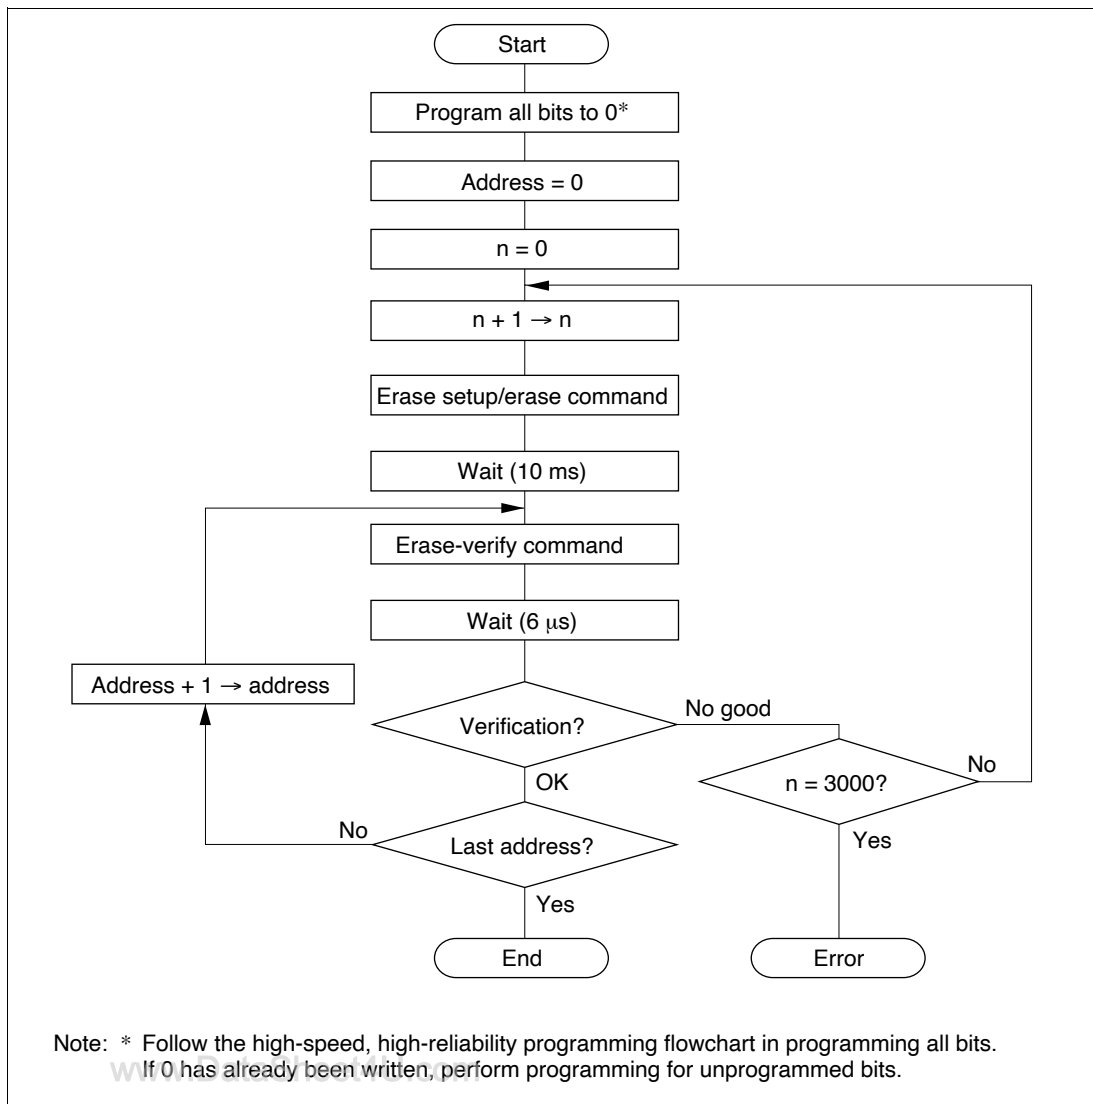 Start
Program all bits to 0*
Address = 0
n = 0
n + 1 → n
Erase setup/erase command
Wait (10 ms)
Erase-verify command
Wait (6 μs)
Address + 1 → address
Verification?
No good
n = 3000?
No
OK
No
Last address?
Yes
Yes
End
Error
Note: * Follow the high-speed, high-reliability programming flowchart in programming all bits.
If 0 has already been written, perform programming for unprogrammed bits.
www.DataSheet4U.com